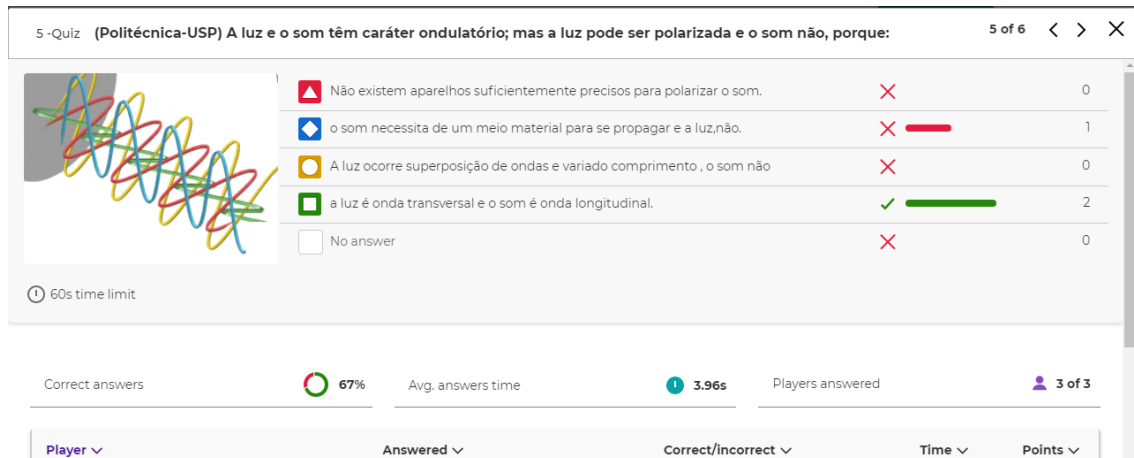 5 -Quiz (Politécnica-USP) A luz e o som têm caráter ondulatório; mas a luz pode ser polarizada e o som não, porque: 5 of 6
Não existem aparelhos suficientemente precisos para polarizar o som. 0
o som necessita de um meio material para se propagar e a luz,não. 1
A luz ocorre superposição de ondas e variado comprimento , o som não 0
a luz é onda transversal e o som é onda longitudinal. 2
No answer 0
60s time limit
Correct answers 67% Avg. answers time 3.96s Players answered 3 of 3
Player Answered Correct/incorrect Time Points